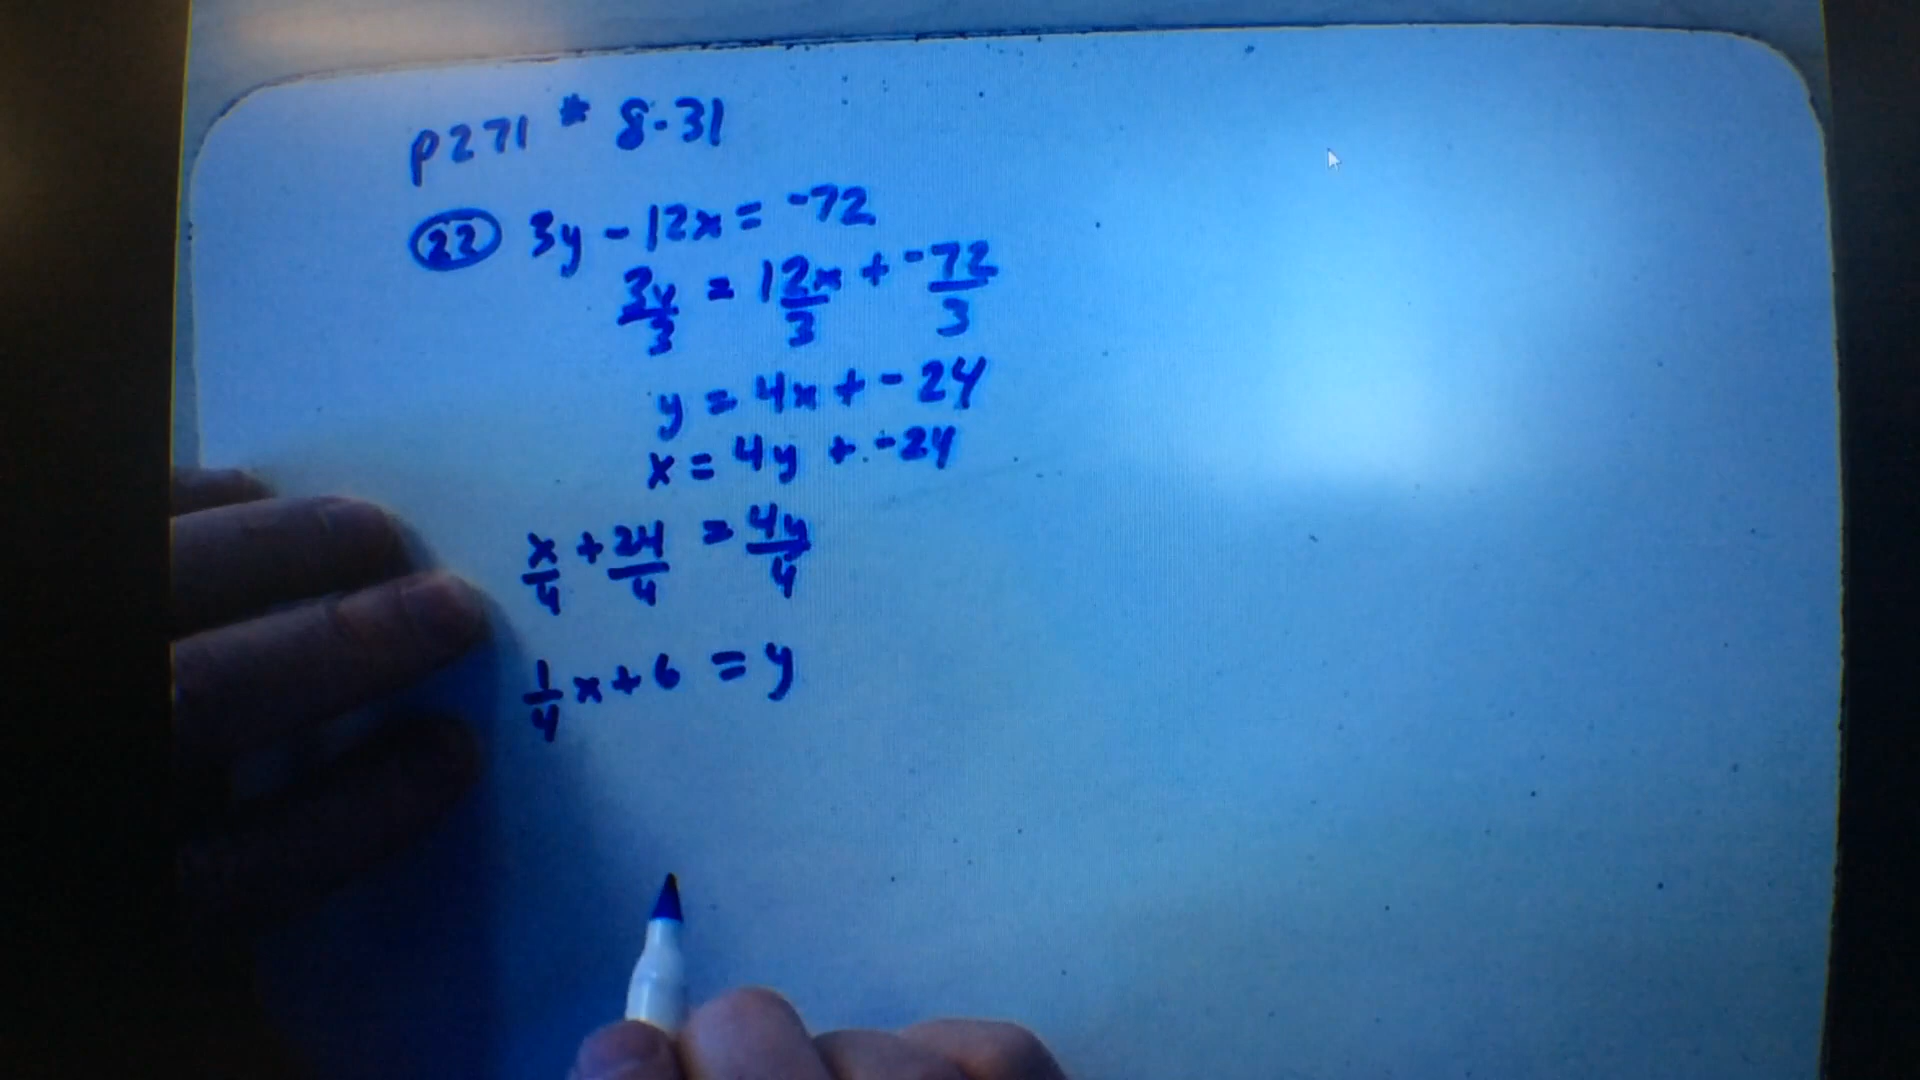 p271 # 8-31
22 3y - 12x = -72
3y/3 = 12x/3 + -72/3
y = 4x + -24
x = 4y + -24
x/4 + 24/4 = 4y/4
1/4 x + 6 = y